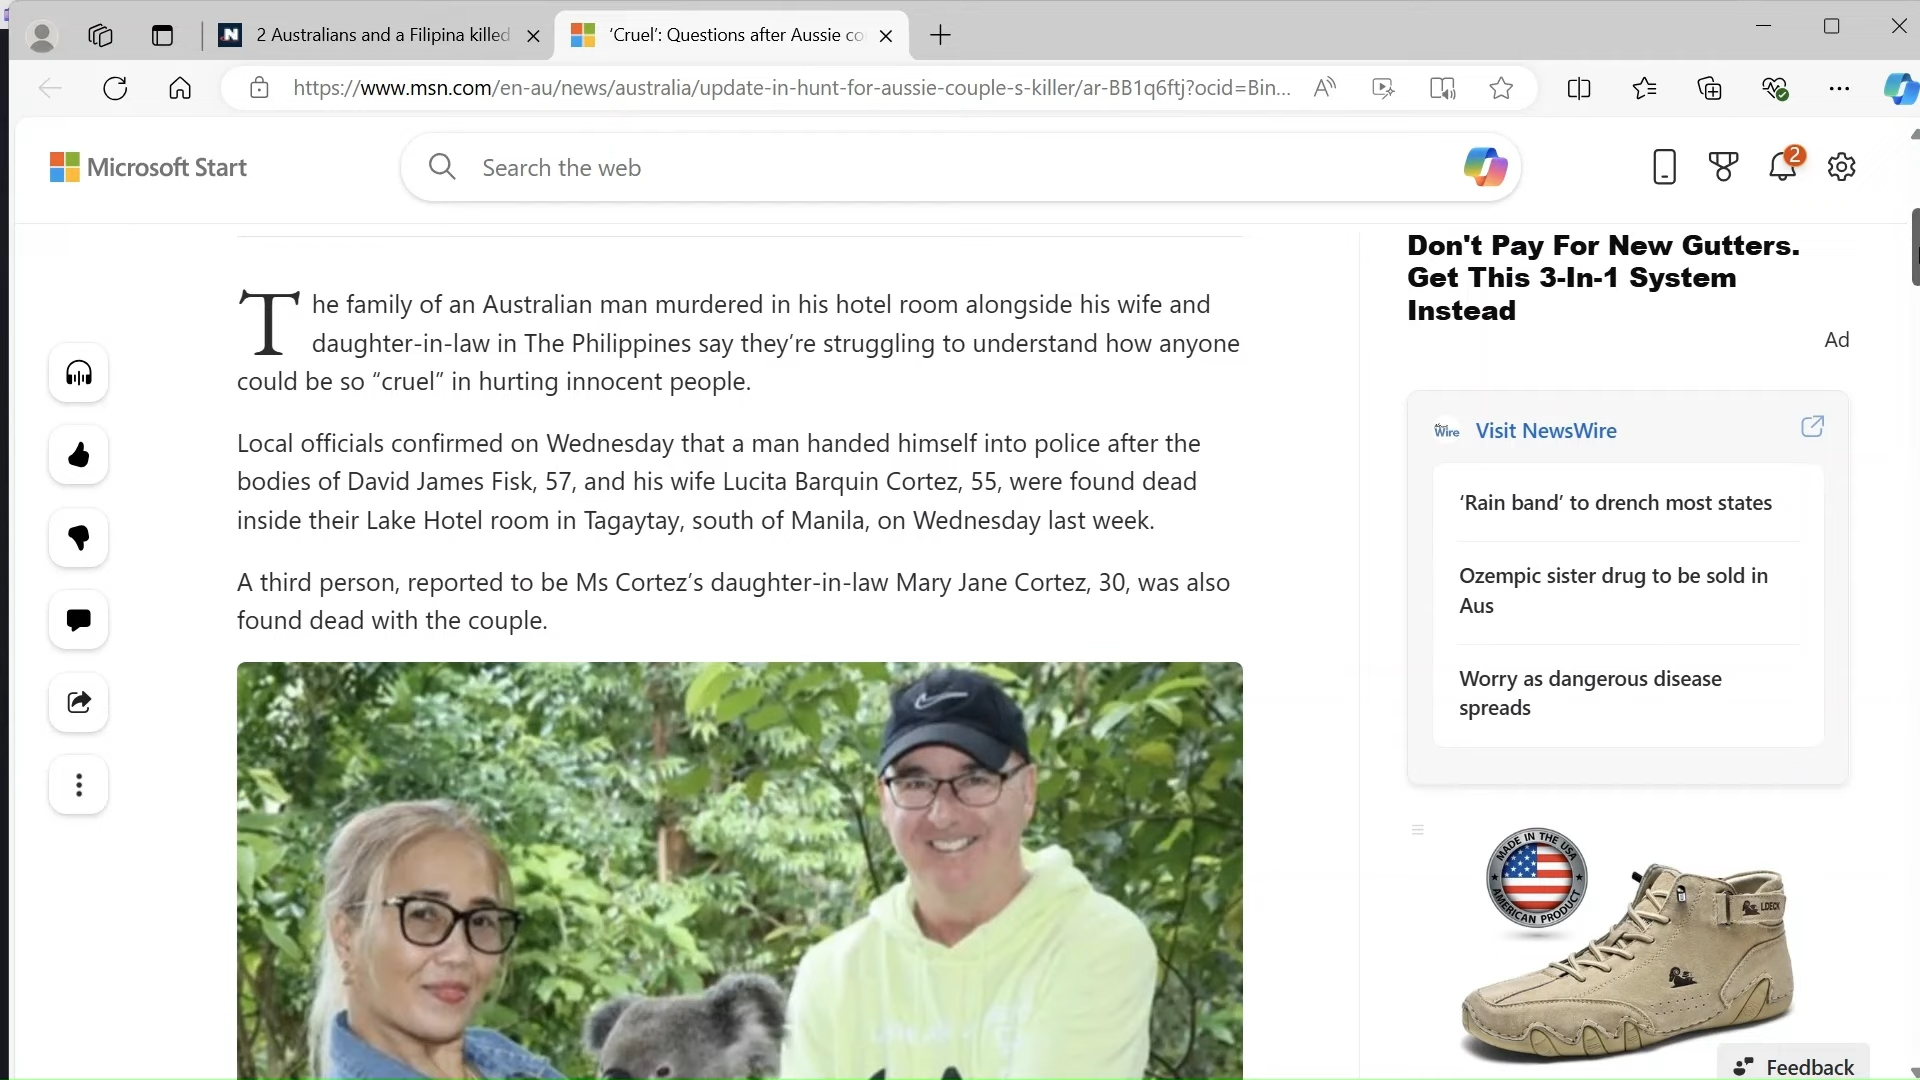 2 Australians and a Filipina killed
‘Cruel’: Questions after Aussie co
https://www.msn.com/en-au/news/australia/update-in-hunt-for-aussie-couple-s-killer/ar-BB1q6ftj?ocid=Bin...
Microsoft Start
Search the web
2
The family of an Australian man murdered in his hotel room alongside his wife and
daughter-in-law in The Philippines say they’re struggling to understand how anyone
could be so “cruel” in hurting innocent people.
Local officials confirmed on Wednesday that a man handed himself into police after the
bodies of David James Fisk, 57, and his wife Lucita Barquin Cortez, 55, were found dead
inside their Lake Hotel room in Tagaytay, south of Manila, on Wednesday last week.
A third person, reported to be Ms Cortez’s daughter-in-law Mary Jane Cortez, 30, was also
found dead with the couple.
Don't Pay For New Gutters.
Get This 3-In-1 System
Instead
Ad
Wire
Visit NewsWire
‘Rain band’ to drench most states
Ozempic sister drug to be sold in
Aus
Worry as dangerous disease
spreads
MADE IN THE USA
AMERICAN PRODUCT
LDECK
Feedback